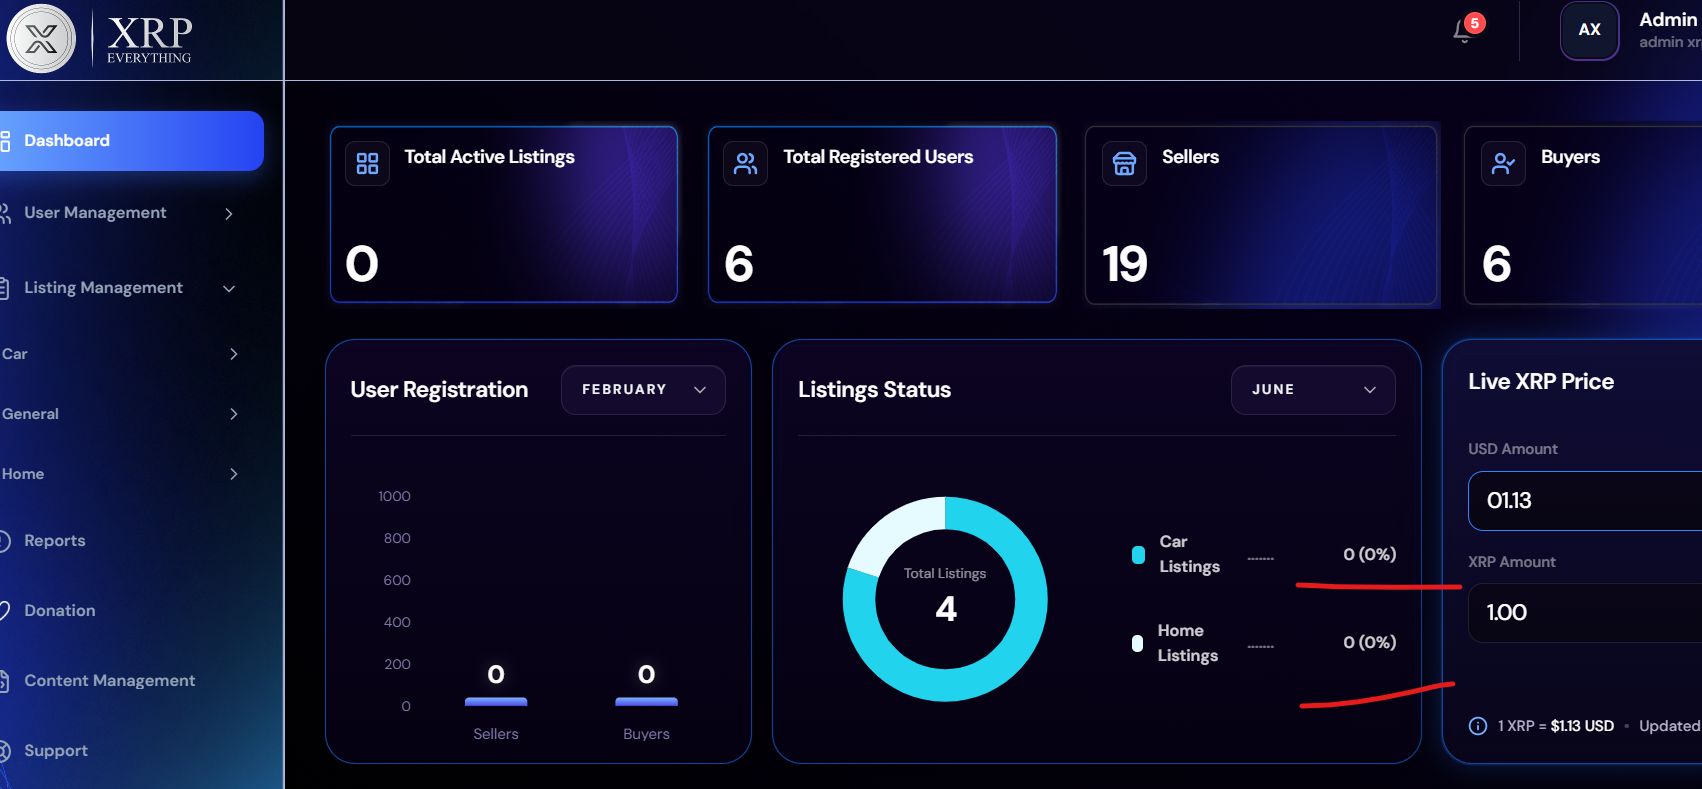 XRP
EVERYTHING
5
AX
Admin
Dashboard
User Management
Listing Management
Car
General
Home
Reports
Donation
Content Management
Support
Total Active Listings
0
Total Registered Users
6
Sellers
19
Buyers
6
User Registration
FEBRUARY
1000
800
600
400
200
0
0
0
Sellers
Buyers
Listings Status
JUNE
Total Listings
4
Car
Listings
-------
0 (0%)
Home
Listings
-------
0 (0%)
Live XRP Price
USD Amount
01.13
XRP Amount
1.00
1 XRP = $1.13 USD • Updated